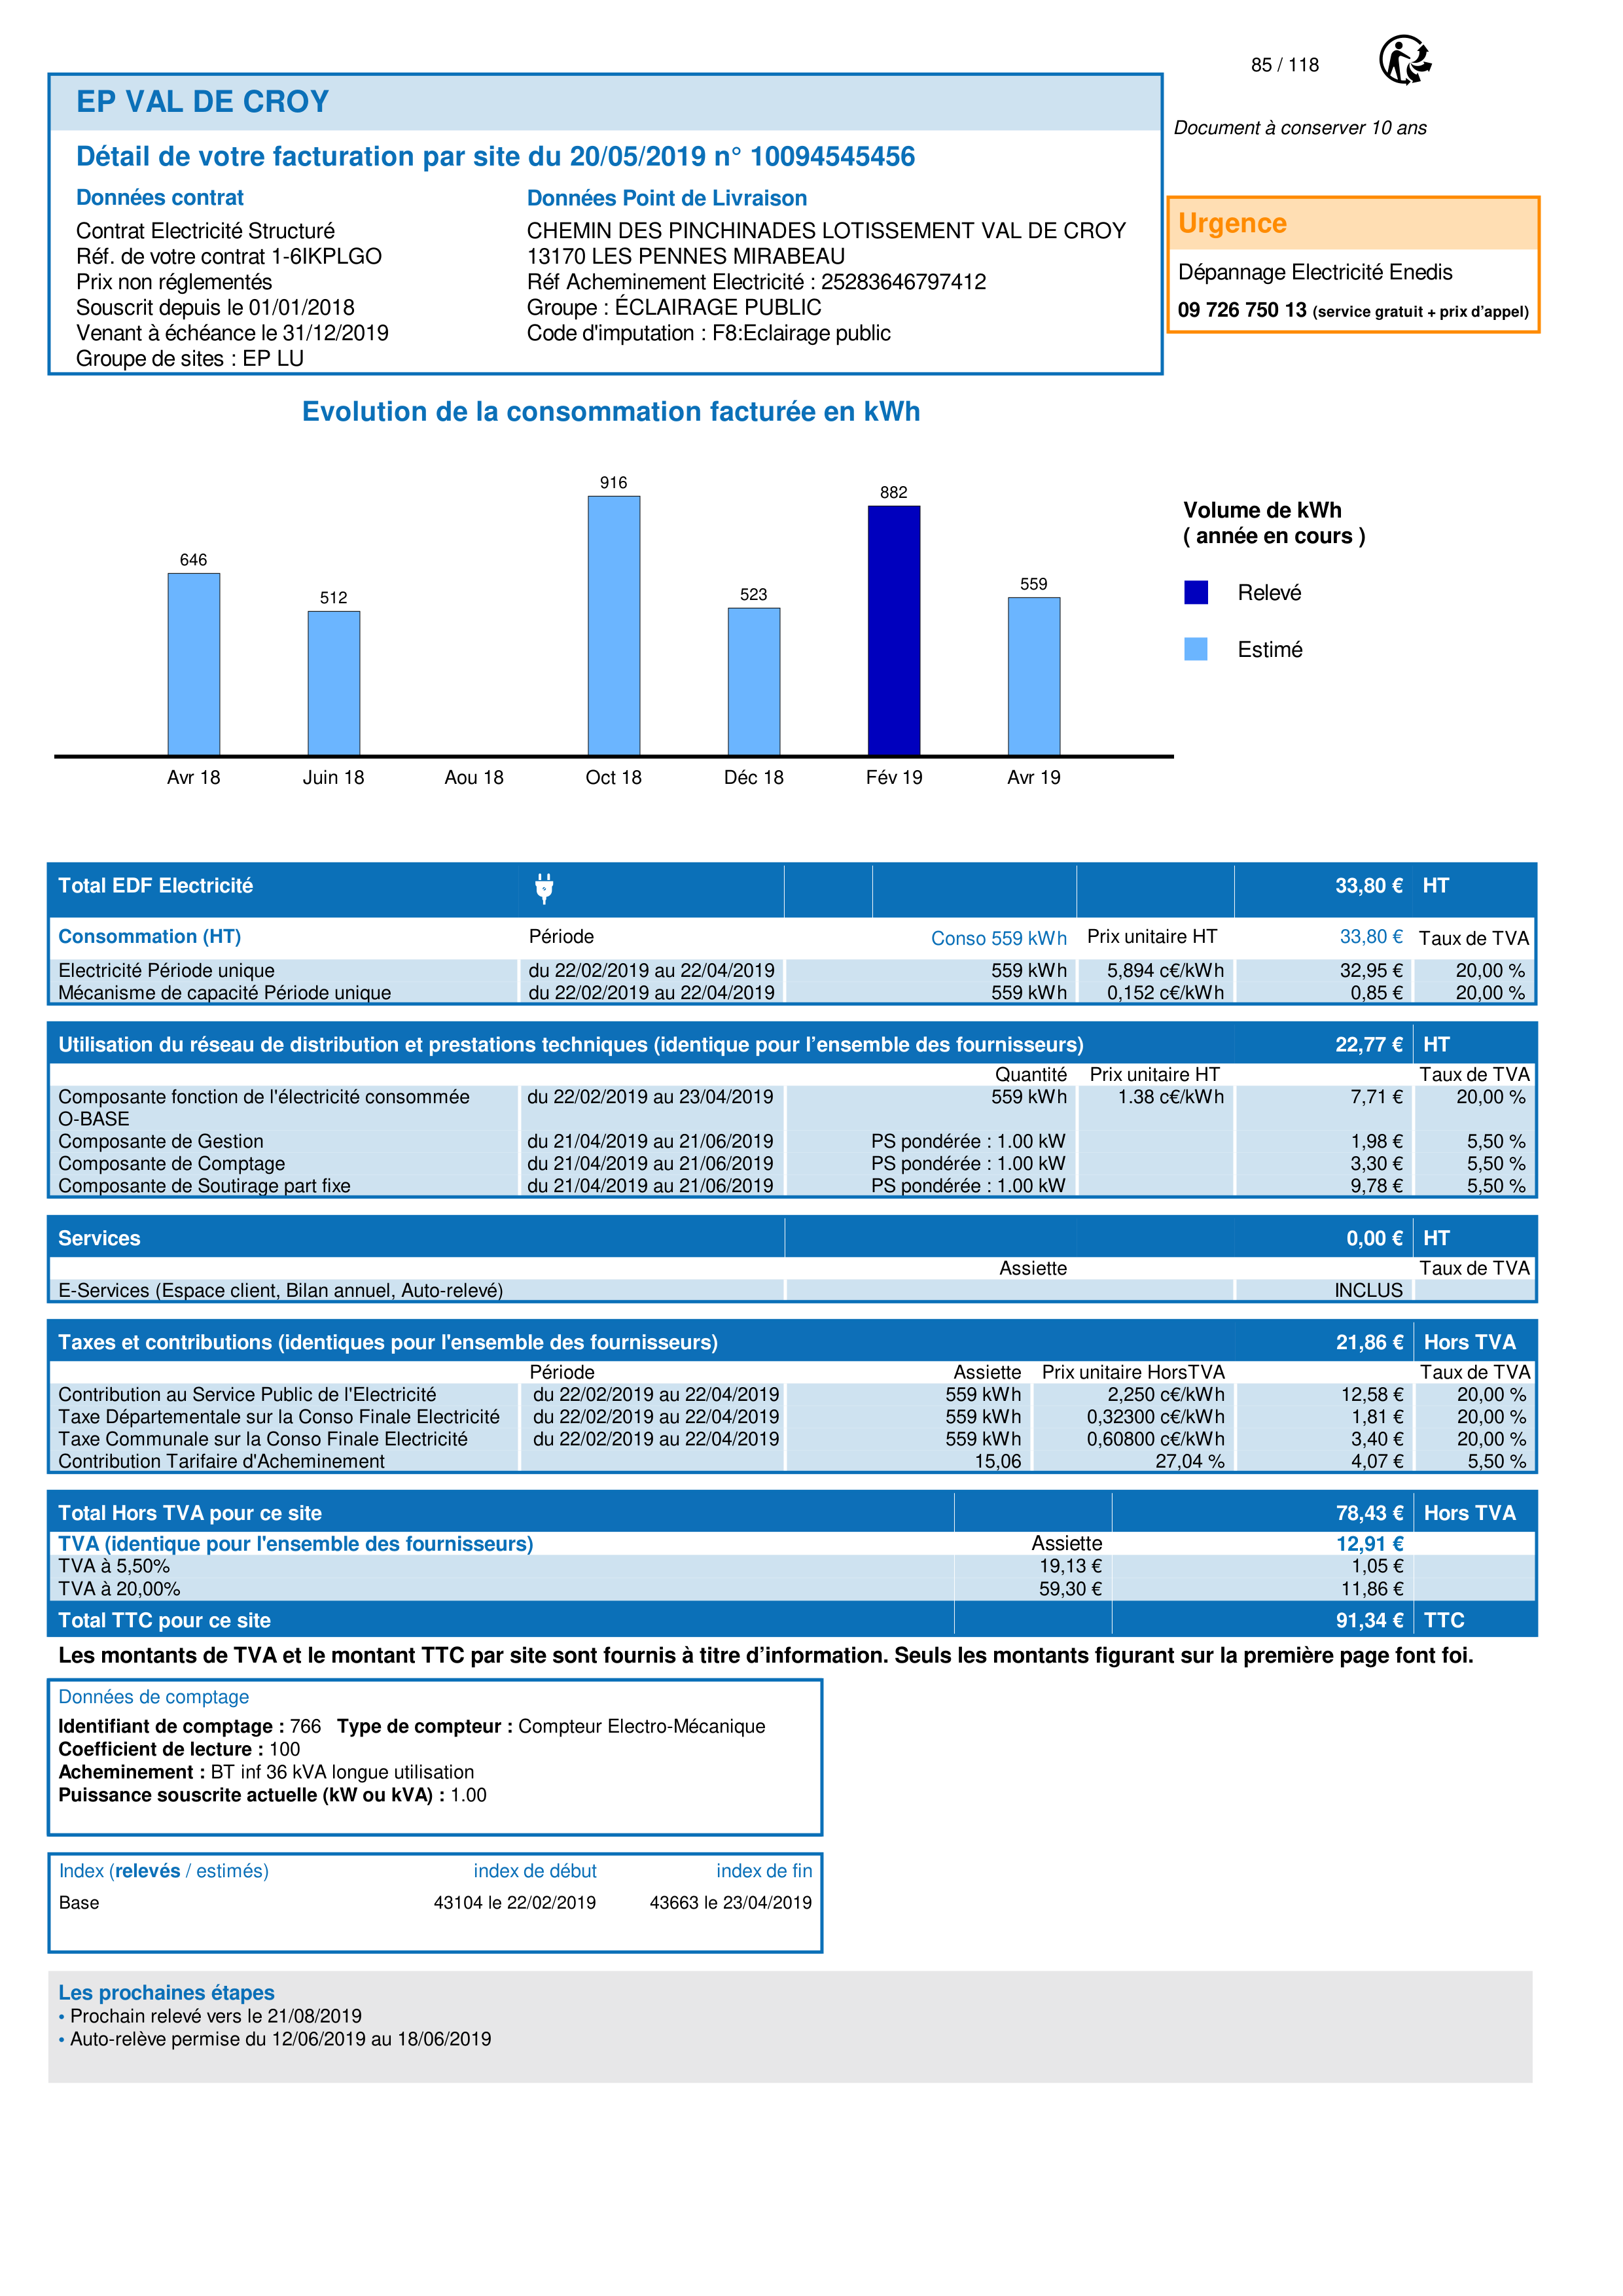 85 / 118
EP VAL DE CROY
Document à conserver 10 ans
Détail de votre facturation par site du 20/05/2019 n° 10094545456
Données contrat
Contrat Electricité Structuré
Réf. de votre contrat 1-6IKPLGO
Prix non réglementés
Souscrit depuis le 01/01/2018
Venant à échéance le 31/12/2019
Groupe de sites : EP LU
Données Point de Livraison
CHEMIN DES PINCHINADES LOTISSEMENT VAL DE CROY
13170 LES PENNES MIRABEAU
Réf Acheminement Electricité : 25283646797412
Groupe : ÉCLAIRAGE PUBLIC
Code d'imputation : F8:Eclairage public
Urgence
Dépannage Electricité Enedis
09 726 750 13 (service gratuit + prix d’appel)
Evolution de la consommation facturée en kWh
646 512 916 523 882 559
Avr 18 Juin 18 Aou 18 Oct 18 Déc 18 Fév 19 Avr 19
Volume de kWh
( année en cours )
Relevé
Estimé
Total EDF Electricité 33,80 € HT
Consommation (HT) Période Conso 559 kWh Prix unitaire HT 33,80 € Taux de TVA
Electricité Période unique du 22/02/2019 au 22/04/2019 559 kWh 5,894 c€/kWh 32,95 € 20,00 %
Mécanisme de capacité Période unique du 22/02/2019 au 22/04/2019 559 kWh 0,152 c€/kWh 0,85 € 20,00 %
Utilisation du réseau de distribution et prestations techniques (identique pour l’ensemble des fournisseurs) 22,77 € HT
Quantité Prix unitaire HT Taux de TVA
Composante fonction de l'électricité consommée du 22/02/2019 au 23/04/2019 559 kWh 1.38 c€/kWh 7,71 € 20,00 %
O-BASE
Composante de Gestion du 21/04/2019 au 21/06/2019 PS pondérée : 1.00 kW 1,98 € 5,50 %
Composante de Comptage du 21/04/2019 au 21/06/2019 PS pondérée : 1.00 kW 3,30 € 5,50 %
Composante de Soutirage part fixe du 21/04/2019 au 21/06/2019 PS pondérée : 1.00 kW 9,78 € 5,50 %
Services 0,00 € HT
Assiette Taux de TVA
E-Services (Espace client, Bilan annuel, Auto-relevé) INCLUS
Taxes et contributions (identiques pour l'ensemble des fournisseurs) 21,86 € Hors TVA
Période Assiette Prix unitaire HorsTVA Taux de TVA
Contribution au Service Public de l'Electricité du 22/02/2019 au 22/04/2019 559 kWh 2,250 c€/kWh 12,58 € 20,00 %
Taxe Départementale sur la Conso Finale Electricité du 22/02/2019 au 22/04/2019 559 kWh 0,32300 c€/kWh 1,81 € 20,00 %
Taxe Communale sur la Conso Finale Electricité du 22/02/2019 au 22/04/2019 559 kWh 0,60800 c€/kWh 3,40 € 20,00 %
Contribution Tarifaire d'Acheminement 15,06 27,04 % 4,07 € 5,50 %
Total Hors TVA pour ce site 78,43 € Hors TVA
TVA (identique pour l'ensemble des fournisseurs) Assiette 12,91 €
TVA à 5,50% 19,13 € 1,05 €
TVA à 20,00% 59,30 € 11,86 €
Total TTC pour ce site 91,34 € TTC
Les montants de TVA et le montant TTC par site sont fournis à titre d’information. Seuls les montants figurant sur la première page font foi.
Données de comptage
Identifiant de comptage : 766 Type de compteur : Compteur Electro-Mécanique
Coefficient de lecture : 100
Acheminement : BT inf 36 kVA longue utilisation
Puissance souscrite actuelle (kW ou kVA) : 1.00
Index (relevés / estimés) index de début index de fin
Base 43104 le 22/02/2019 43663 le 23/04/2019
Les prochaines étapes
• Prochain relevé vers le 21/08/2019
• Auto-relève permise du 12/06/2019 au 18/06/2019